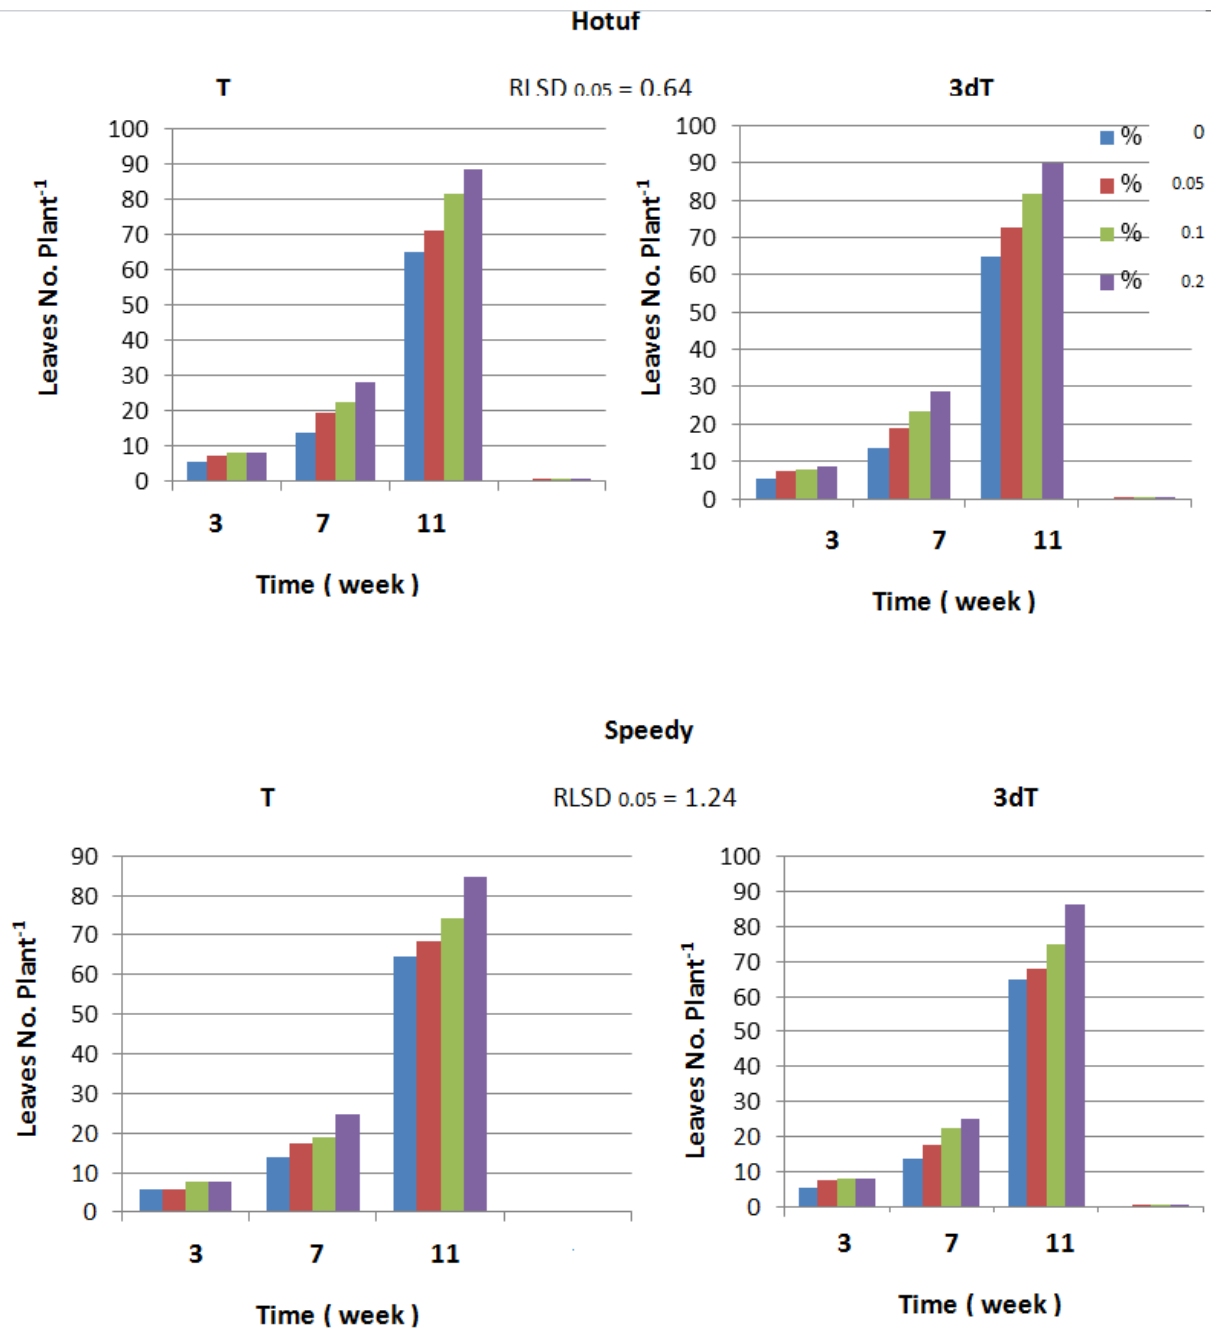 Hotuf
T RLSD 0.05 = 0.64 3dT
Leaves No. Plant-1
100
90
80
70
60
50
40
30
20
10
0
3 7 11
Time ( week )
Leaves No. Plant-1
100
90
80
70
60
50
40
30
20
10
0
3 7 11
Time ( week )
% 0
% 0.05
% 0.1
% 0.2
Speedy
T RLSD 0.05 = 1.24 3dT
Leaves No. Plant-1
90
80
70
60
50
40
30
20
10
0
3 7 11
Time ( week )
Leaves No. Plant-1
100
90
80
70
60
50
40
30
20
10
0
3 7 11
Time ( week )